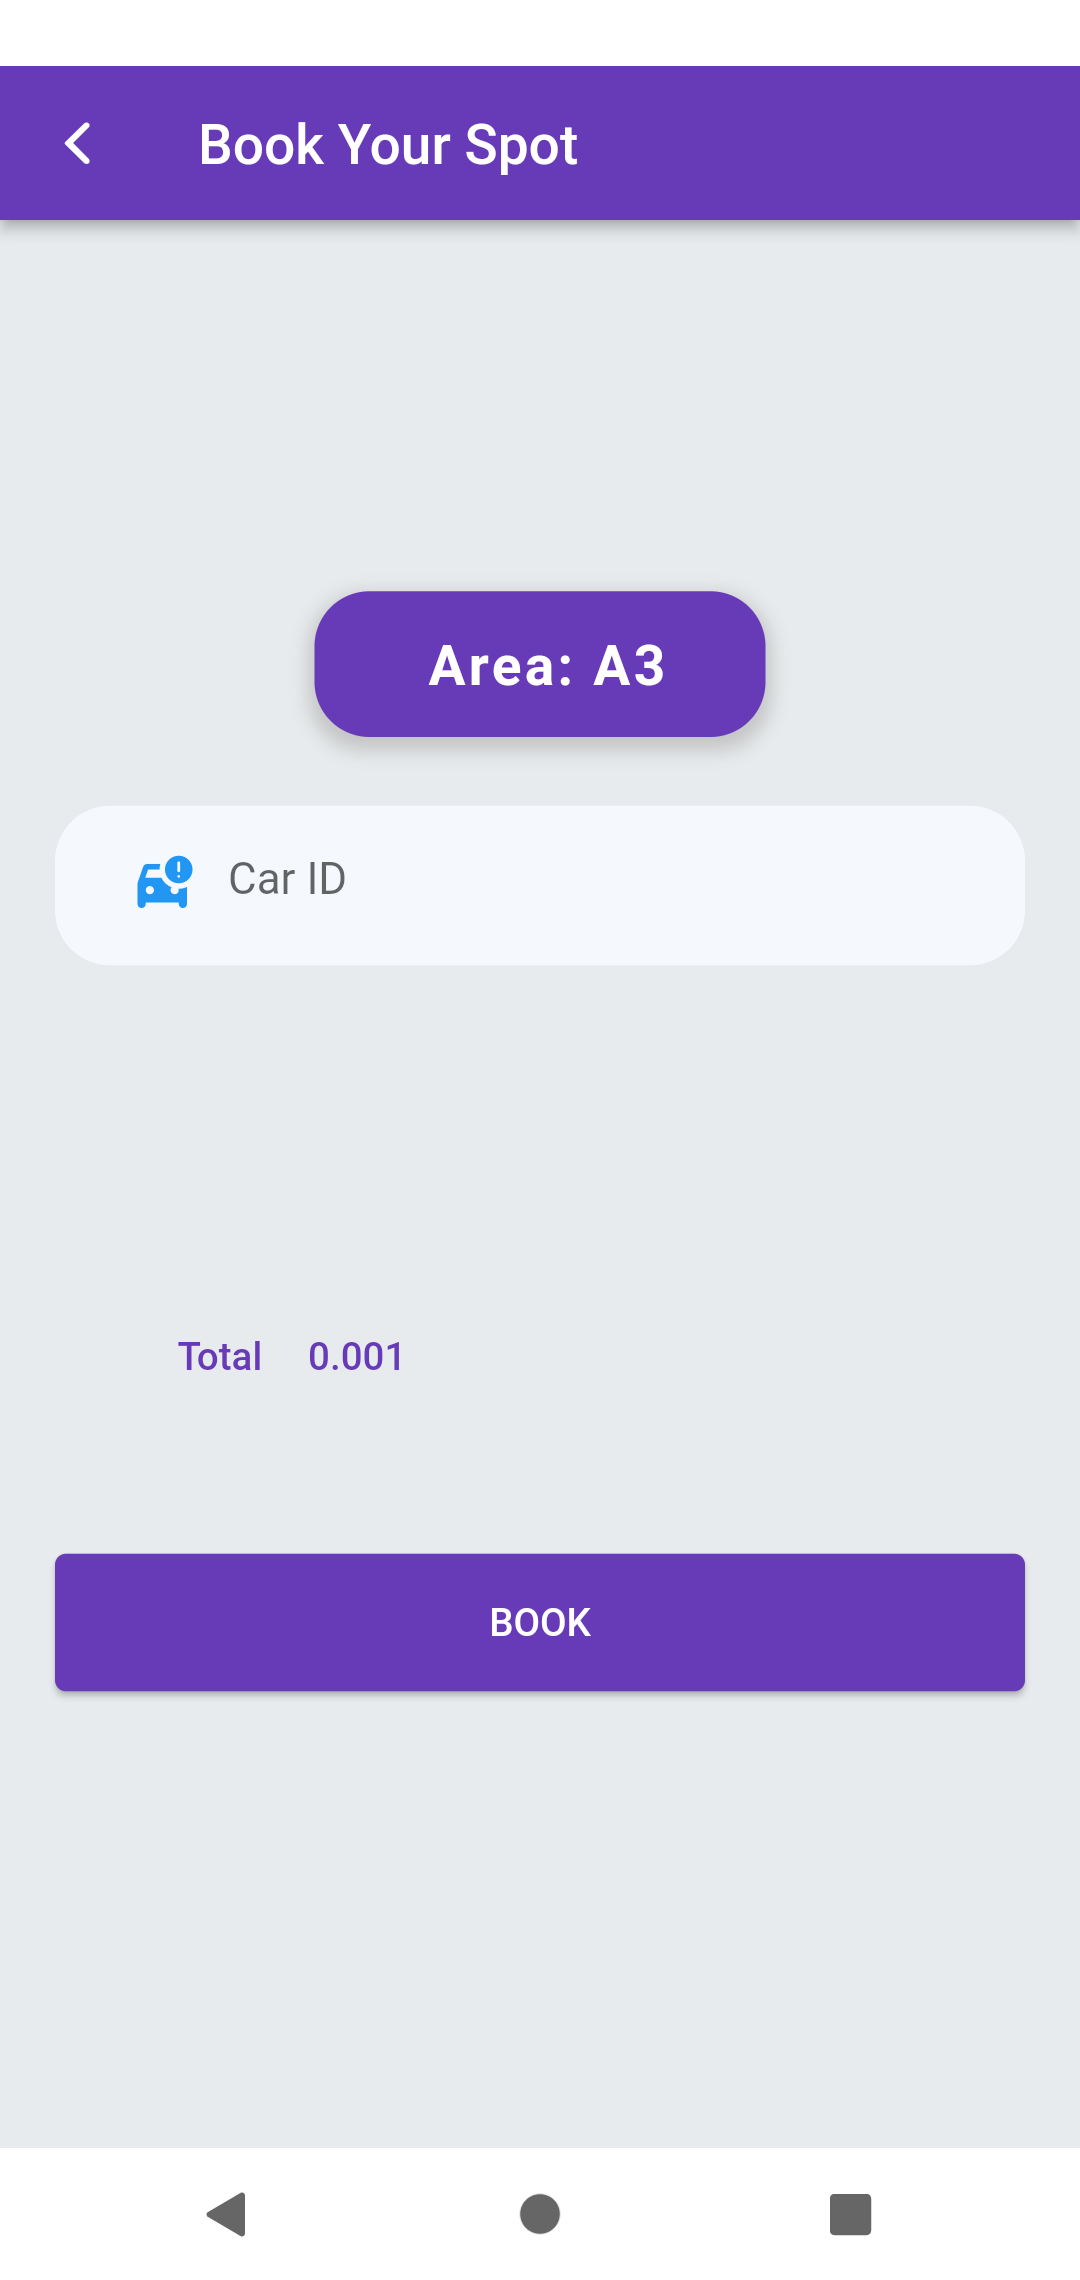 Book Your Spot
Area: A3
Car ID
Total 0.001
BOOK